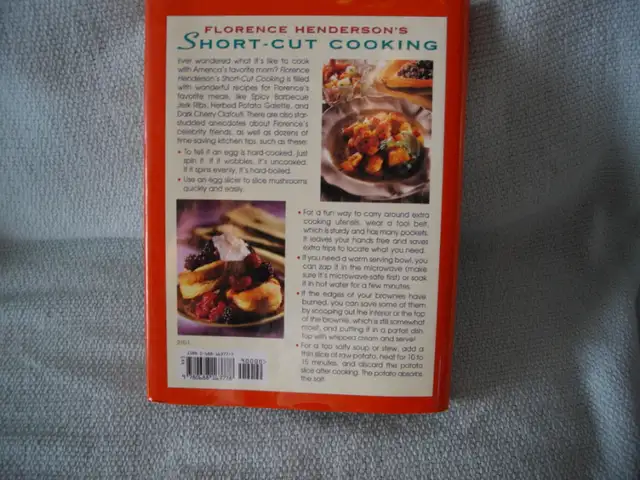 FLORENCE HENDERSON'S
SHORT-CUT COOKING
Ever wondered what it's like to cook
with America's favorite mom? Florence
Henderson's Short-Cut Cooking is filled
with wonderful recipes for Florence's
favorite meals, like Spicy Barbecue
Jerk Ribs, Herbed Potato Galette, and
Dark Cherry Clafouti. There are also star-
studded anecdotes about Florence's
celebrity friends, as well as dozens of
time saving kitchen tips, such as these:
• To tell if an egg is hard-cooked, just
spin it. If it wobbles, it's uncooked.
If it spins evenly, it's hard-boiled.
• Use an egg slicer to slice mushrooms
quickly and easily.
• For a fun way to carry around extra
cooking utensils, wear a tool belt,
which is sturdy and has many pockets.
It leaves your hands free and saves
extra trips to locate what you need.
• If you need a warm serving bowl, you
can zap it in the microwave (make
sure it's microwave-safe first) or soak
it in hot water for a few minutes.
• If the edges of your brownies have
burned, you can save some of them
by scooping out the interior or the top
of the brownie, which is still somewhat
moist, and putting it in a parfait dish.
Top with whipped cream and serve!
• For a too salty soup or stew, add a
thin slice of raw potato, heat for 10 to
15 minutes, and discard the potato
slice after cooking. The potato absorbs
the salt.
90000